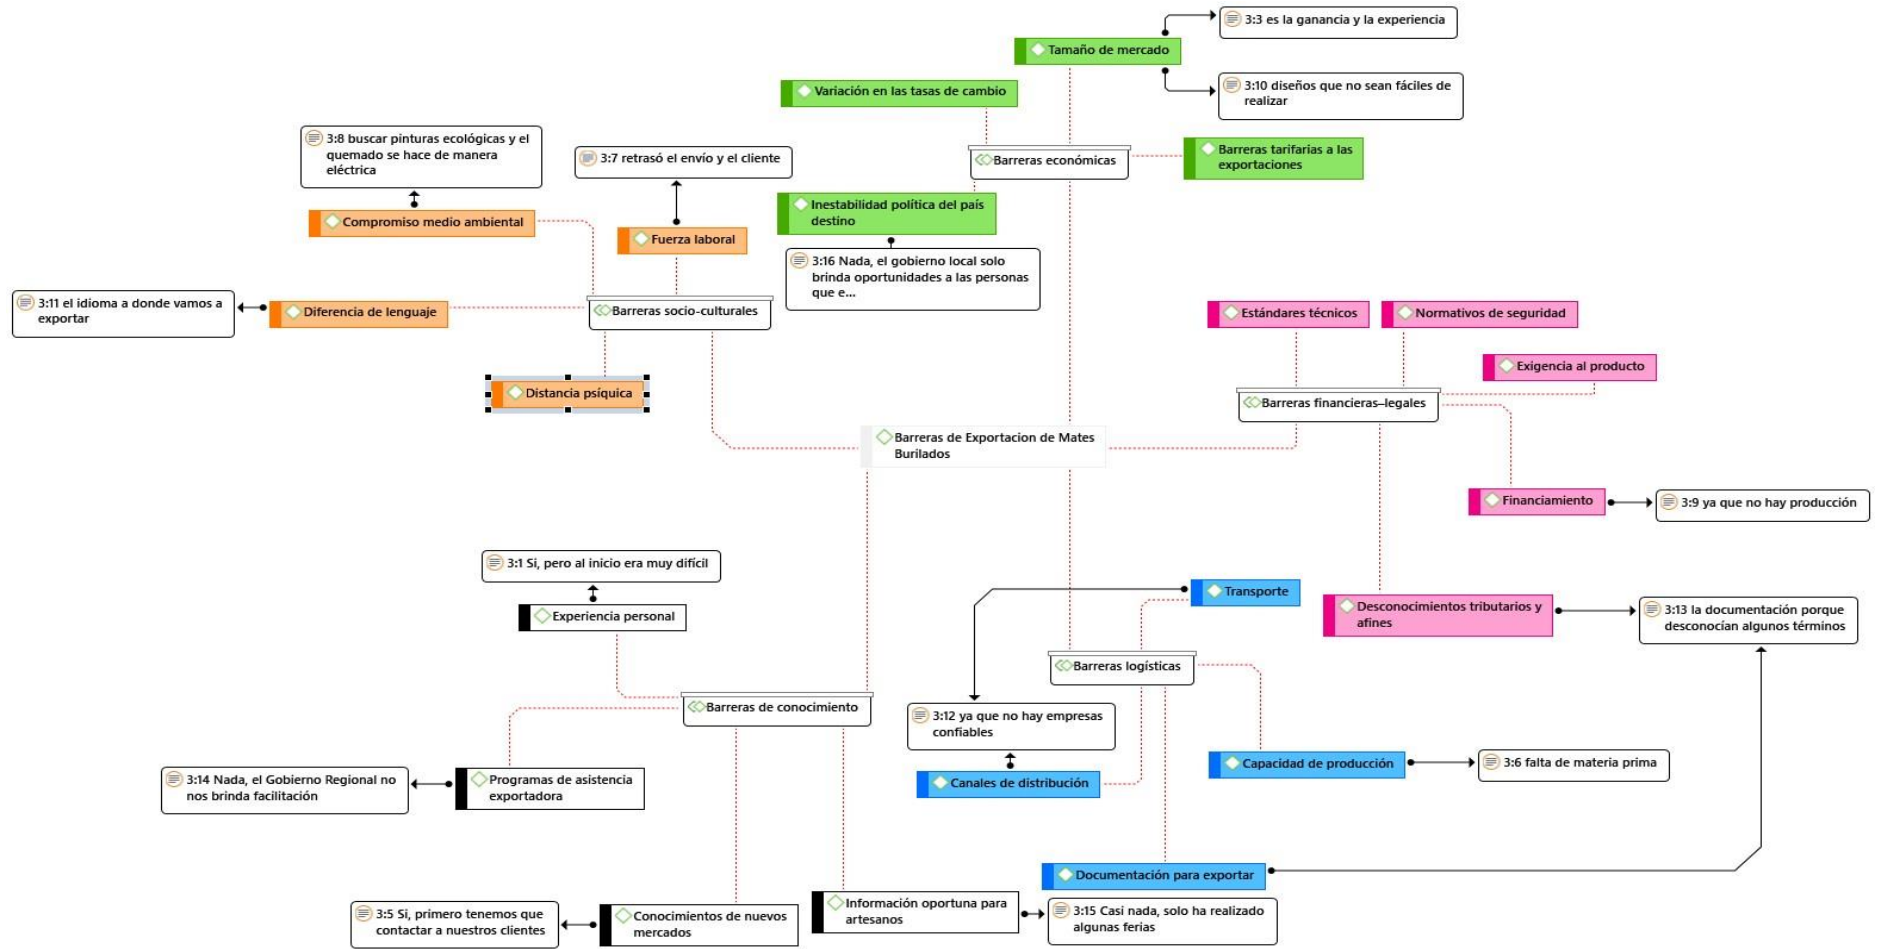 3:3 es la ganancia y la experiencia
Tamaño de mercado
3:10 diseños que no sean fáciles de
realizar
Variación en las tasas de cambio
3:8 buscar pinturas ecológicas y el
quemado se hace de manera
eléctrica
3:7 retrasó el envío y el cliente
Barreras económicas
Barreras tarifarias a las
exportaciones
Compromiso medio ambiental
Fuerza laboral
Inestabilidad política del país
destino
3:16 Nada, el gobierno local solo
brinda oportunidades a las personas
que e...
3:11 el idioma a donde vamos a
exportar
Diferencia de lenguaje
Barreras socio-culturales
Estándares técnicos
Normativos de seguridad
Exigencia al producto
Distancia psíquica
Barreras financieras–legales
Barreras de Exportacion de Mates
Burilados
Financiamiento
3:9 ya que no hay producción
3:1 Si, pero al inicio era muy difícil
Experiencia personal
Transporte
Desconocimientos tributarios y
afines
3:13 la documentación porque
desconocían algunos términos
Barreras logísticas
Barreras de conocimiento
3:12 ya que no hay empresas
confiables
3:14 Nada, el Gobierno Regional no
nos brinda facilitación
Programas de asistencia
exportadora
Canales de distribución
Capacidad de producción
3:6 falta de materia prima
Documentación para exportar
3:5 Si, primero tenemos que
contactar a nuestros clientes
Conocimientos de nuevos
mercados
Información oportuna para
artesanos
3:15 Casi nada, solo ha realizado
algunas ferias